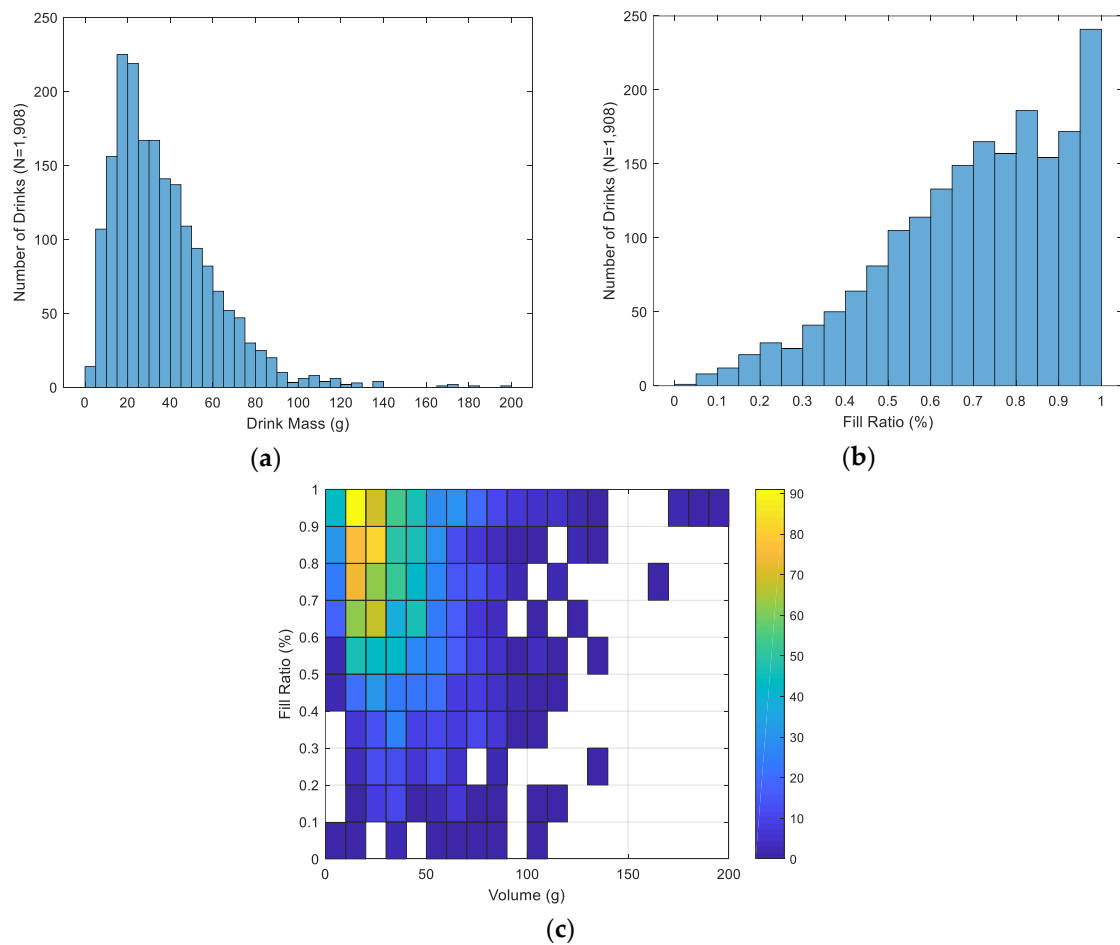 250
200
150
100
50
0
Number of Drinks (N=1,908)
0 20 40 60 80 100 120 140 160 180 200
Drink Mass (g)
(a)
250
200
150
100
50
0
Number of Drinks (N=1,908)
0 0.1 0.2 0.3 0.4 0.5 0.6 0.7 0.8 0.9 1
Fill Ratio (%)
(b)
1
0.9
0.8
0.7
0.6
0.5
0.4
0.3
0.2
0.1
0
Fill Ratio (%)
0 50 100 150 200
Volume (g)
90
80
70
60
50
40
30
20
10
0
(c)